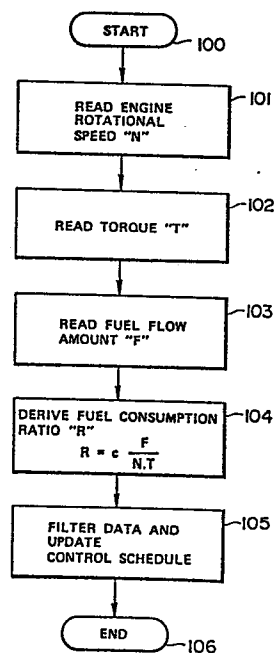 START
100
READ ENGINE
ROTATIONAL
SPEED "N"
101
READ TORQUE "T"
102
READ FUEL FLOW
AMOUNT "F"
103
DERIVE FUEL CONSUMPTION
RATIO "R"
R = c F/N.T
104
FILTER DATA AND
UPDATE
CONTROL SCHEDULE
105
END
106